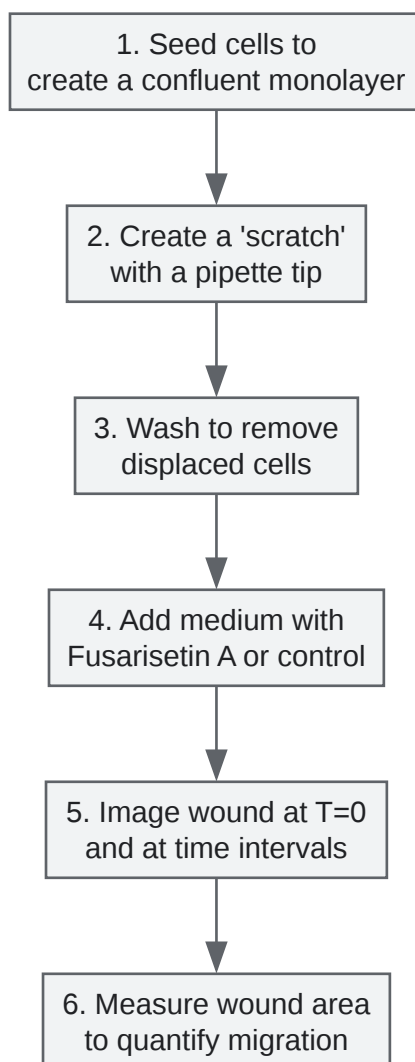 1. Seed cells to
create a confluent monolayer
2. Create a 'scratch'
with a pipette tip
3. Wash to remove
displaced cells
4. Add medium with
Fusarisetin A or control
5. Image wound at T=0
and at time intervals
6. Measure wound area
to quantify migration